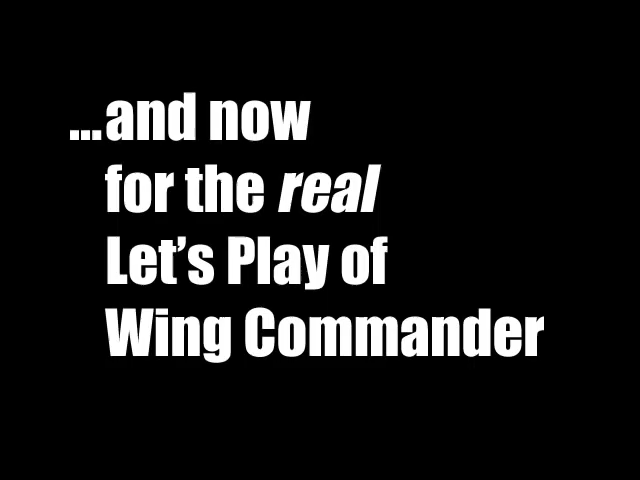 ...and now
for the real
Let's Play of
Wing Commander